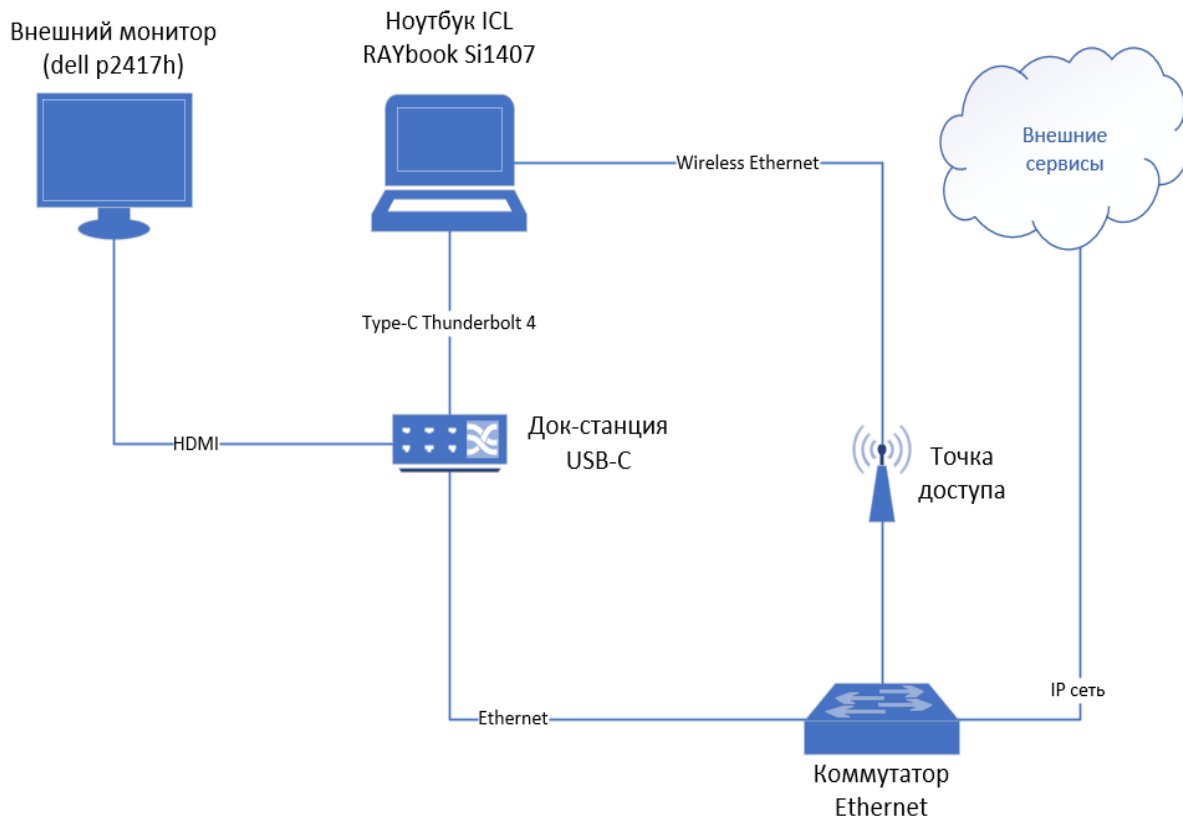 Внешний монитор
(dell p2417h)
Ноутбук ICL
RAYbook Si1407
Wireless Ethernet
Внешние
сервисы
Type-C Thunderbolt 4
HDMI
Док-станция
USB-C
Точка
доступа
Ethernet
IP сеть
Коммутатор
Ethernet